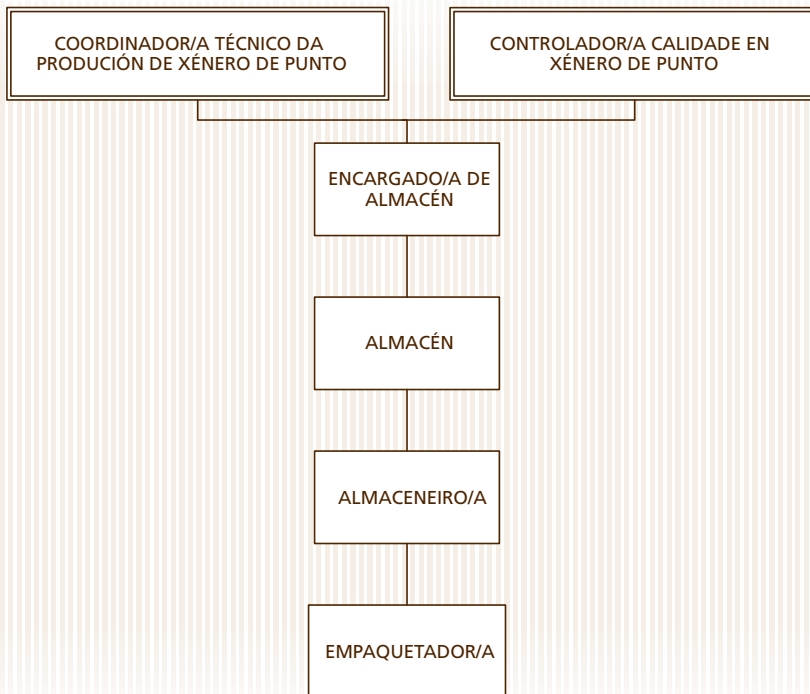 COORDINADOR/A TÉCNICO DA
PRODUCIÓN DE XÉNERO DE PUNTO
CONTROLADOR/A CALIDADE EN
XÉNERO DE PUNTO
ENCARGADO/A DE
ALMACÉN
ALMACÉN
ALMACENEIRO/A
EMPAQUETADOR/A